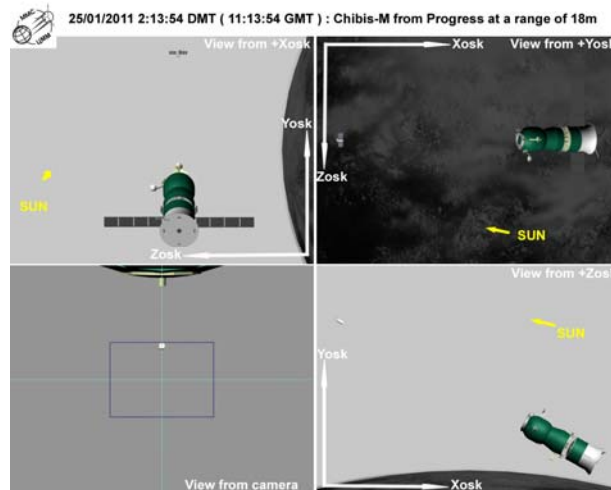 25/01/2011 2:13:54 DMT ( 11:13:54 GMT ) : Chibis-M from Progress at a range of 18m
View from +Xosk
Yosk
SUN
Zosk
Xosk
View from +Yosk
Zosk
SUN
View from camera
View from +Zosk
SUN
Yosk
Xosk